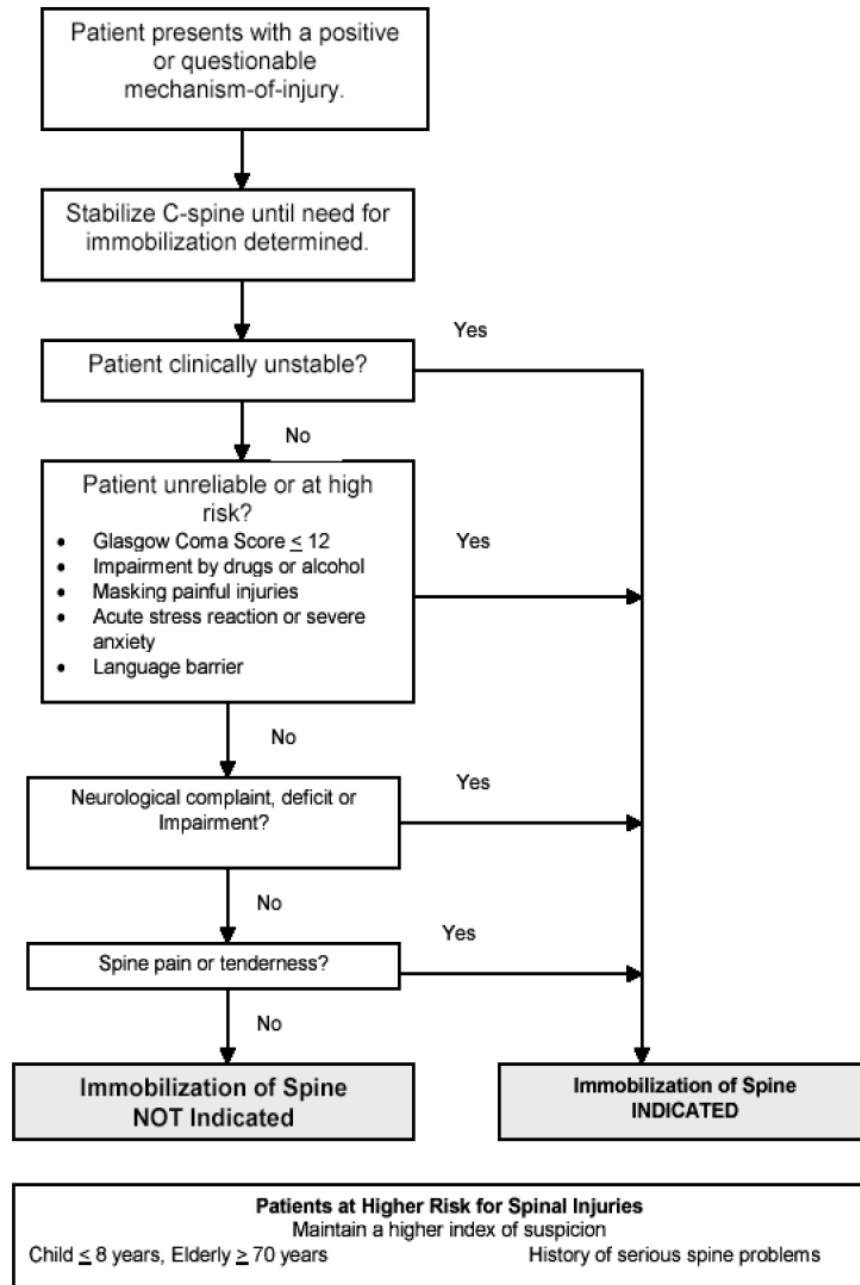 Patient presents with a positive
or questionable
mechanism-of-injury.
Stabilize C-spine until need for
immobilization determined.
Yes
Patient clinically unstable?
No
Patient unreliable or at high
risk?
• Glasgow Coma Score ≤ 12
• Impairment by drugs or alcohol
• Masking painful injuries
• Acute stress reaction or severe
anxiety
• Language barrier
Yes
No
Neurological complaint, deficit or
Impairment?
Yes
No
Spine pain or tenderness?
Yes
No
Immobilization of Spine
NOT Indicated
Immobilization of Spine
INDICATED
Patients at Higher Risk for Spinal Injuries
Maintain a higher index of suspicion
Child ≤ 8 years, Elderly ≥ 70 years History of serious spine problems